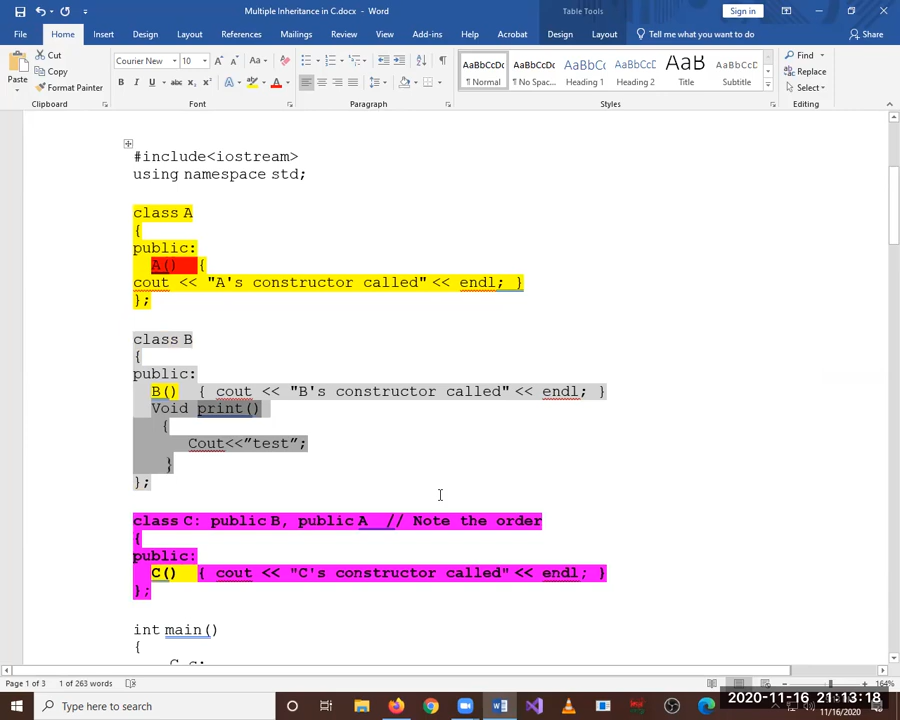 Multiple Inheritance in C.docx - Word
Table Tools
Sign in
File Home Insert Design Layout References Mailings Review View Add-ins Help Acrobat Design Layout Tell me what you want to do Share
Paste
Cut
Copy
Format Painter
Clipboard
Courier New 10
Font
Paragraph
AaBbCcDc AaBbCcDc AaBbCc AaBbCcC AaB AaBbCcC
¶ Normal ¶ No Spac... Heading 1 Heading 2 Title Subtitle
Styles
Find
Replace
Select
Editing
#include<iostream>
using namespace std;
class A
{
public:
A() {
cout << "A's constructor called" << endl; }
};
class B
{
public:
B() { cout << "B's constructor called" << endl; }
Void print()
{
Cout<<”test”;
}
};
class C: public B, public A // Note the order
{
public:
C() { cout << "C's constructor called" << endl; }
};
int main()
{
C c;
Page 1 of 3 1 of 263 words 164%
Type here to search
2020-11-16 21:13:18
11/16/2020